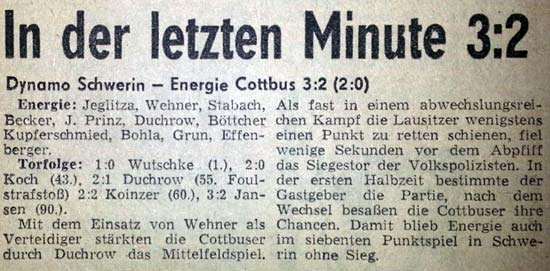 In der letzten Minute 3:2
Dynamo Schwerin – Energie Cottbus 3:2 (2:0)
Energie: Jeglitza, Wehner, Stabach,
Becker, J. Prinz, Duchrow, Böttcher
Kupferschmied, Bohla, Grun, Effen-
berger.
Torfolge: 1:0 Wutschke (1.), 2:0
Koch (43.), 2:1 Duchrow (55. Foul-
strafstoß) 2:2 Koinzer (60.), 3:2 Jan-
sen (90.).
Mit dem Einsatz von Wehner als
Verteidiger stärkten die Cottbuser
durch Duchrow das Mittelfeldspiel.
Als fast in einem abwechslungsrei-
chen Kampf die Lausitzer wenigstens
einen Punkt zu retten schienen, fiel
wenige Sekunden vor dem Abpfiff
das Siegestor der Volkspolizisten. In
der ersten Halbzeit bestimmte der
Gastgeber die Partie, nach dem
Wechsel besaßen die Cottbuser ihre
Chancen. Damit blieb Energie auch
im siebenten Punktspiel in Schwe-
rin ohne Sieg.